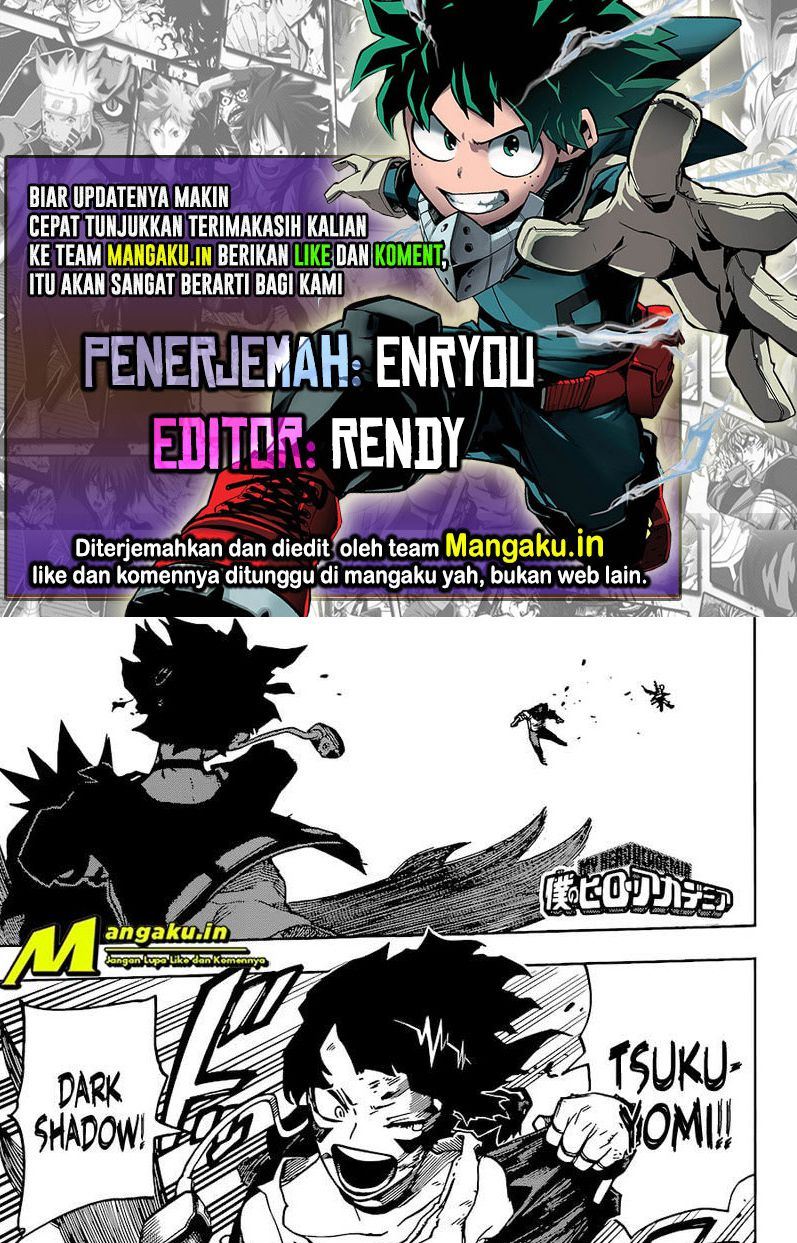 BIAR UPDATENYA MAKIN
CEPAT TUNJUKKAN TERIMAKASIH KALIAN
KE TEAM MANGAKU.IN BERIKAN LIKE DAN KOMENT,
ITU AKAN SANGAT BERARTI BAGI KAMI
PENERJEMAH: ENRYOU
EDITOR: RENDY
Diterjemahkan dan diedit oleh team Mangaku.in
like dan komennya ditunggu di mangaku yah, bukan web lain.
MY HERO ACADEMIA
僕のヒーローアカデミア
Mangaku.in
Jangan Lupa Like dan Komennya
TSUKU-
YOMI!!
DARK
SHADOW!